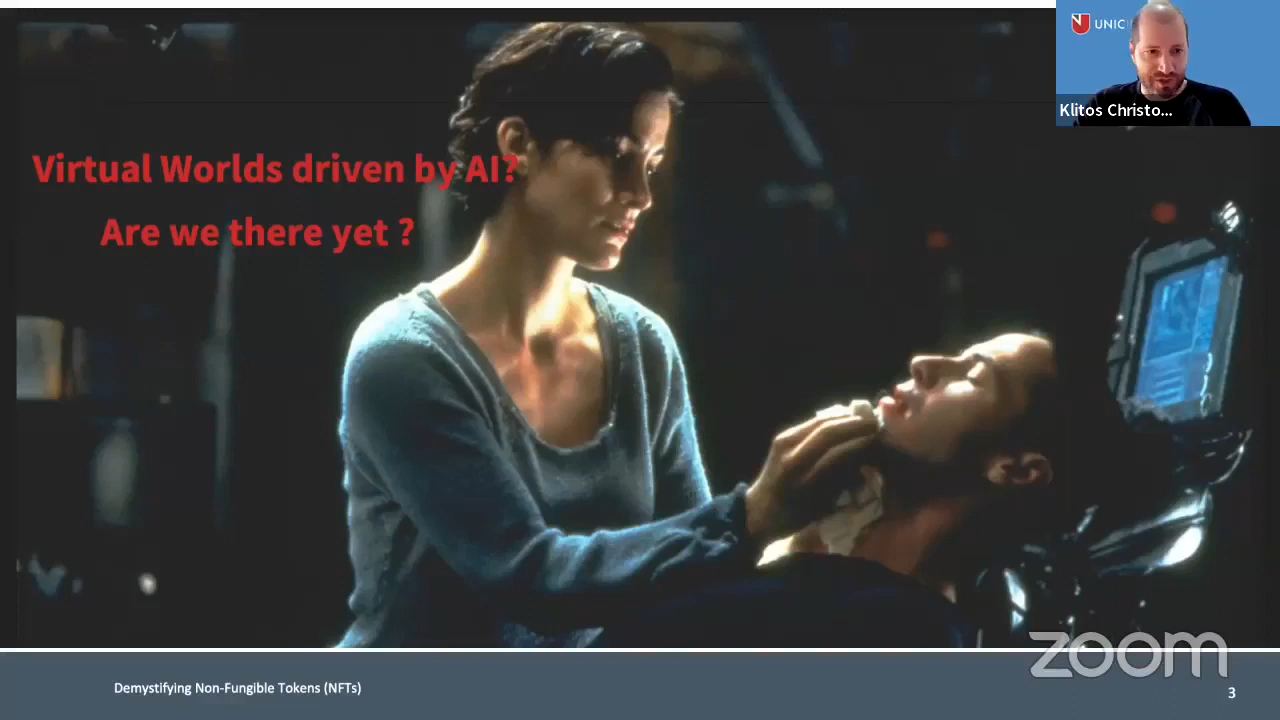 UNIC
Klitos Christo...
Virtual Worlds driven by AI?
Are we there yet ?
zoom
Demystifying Non-Fungible Tokens (NFTs)
3